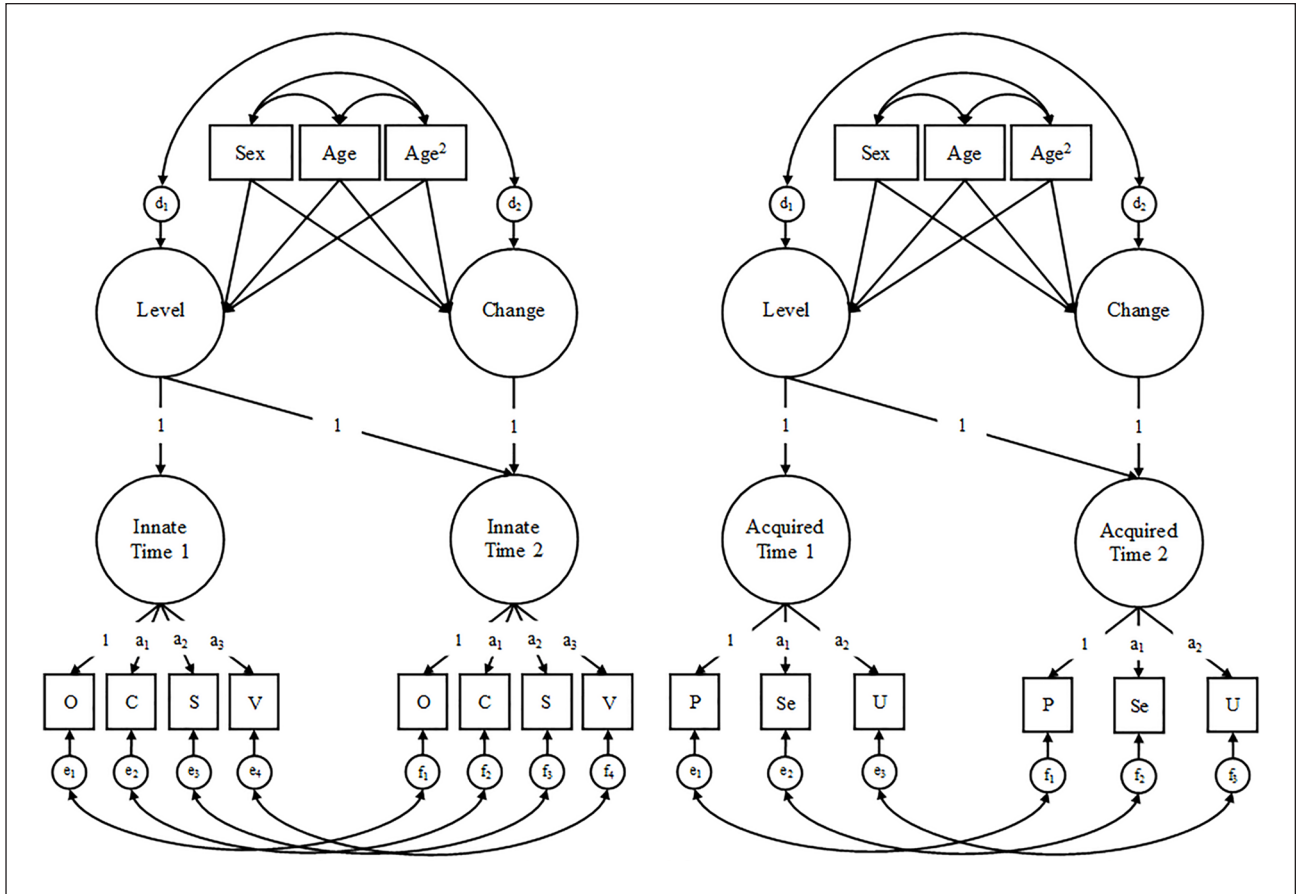 Sex Age Age²
d₁ d₂
Level Change
1 1 1
Innate
Time 1
Innate
Time 2
1 a₁ a₂ a₃
1 a₁ a₂ a₃
O C S V
O C S V
e₁ e₂ e₃ e₄
f₁ f₂ f₃ f₄
Sex Age Age²
d₁ d₂
Level Change
1 1 1
Acquired
Time 1
Acquired
Time 2
1 a₁ a₂
1 a₁ a₂
P Se U
P Se U
e₁ e₂ e₃
f₁ f₂ f₃